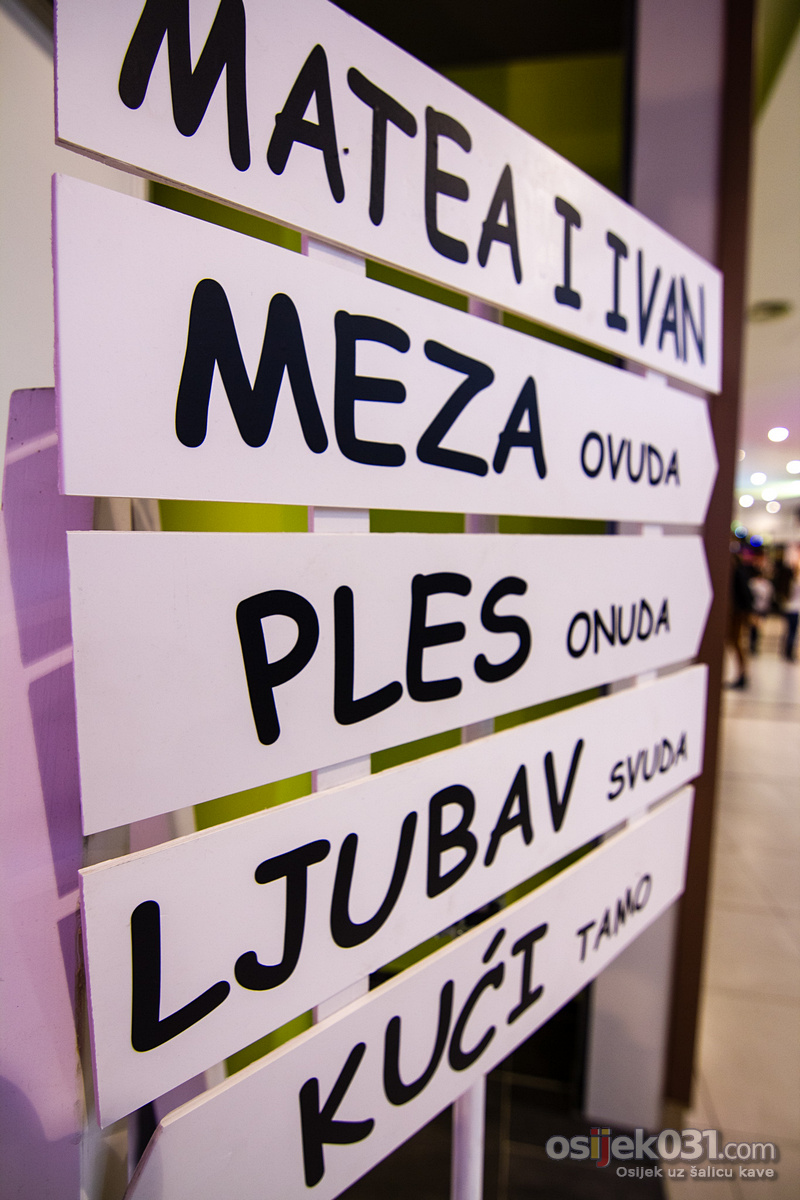 MATEA I IVAN
MEZA OVUDA
PLES ONUDA
LJUBAV SVUDA
KUĆI TAMO
osijek031.com
Osijek uz šalicu kave